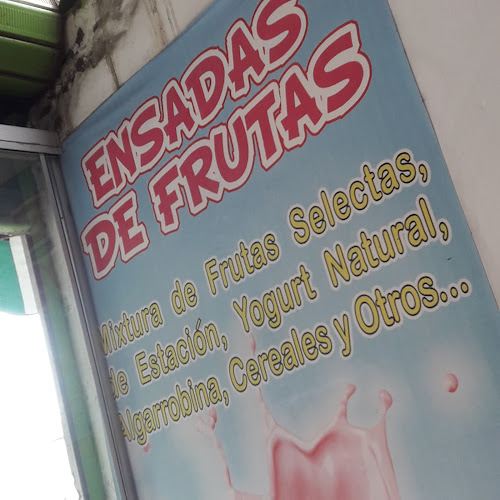 ENSADAS
DE FRUTAS
Mixtura de Frutas Selectas,
de Estación, Yogurt Natural,
Algarrobina, Cereales y Otros...